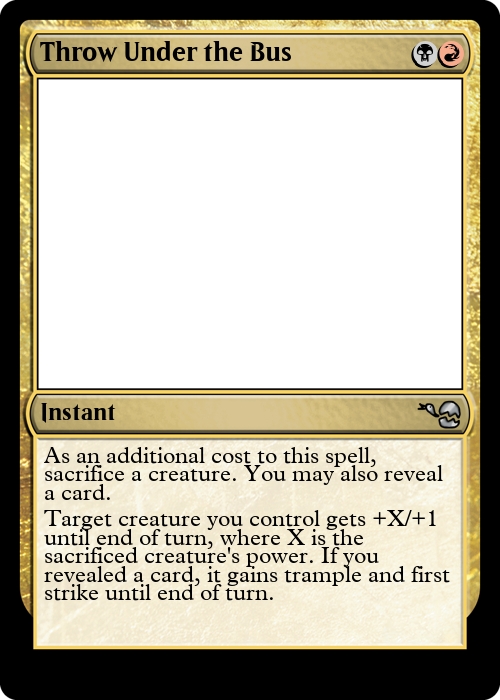 Throw Under the Bus
Instant
As an additional cost to this spell,
sacrifice a creature. You may also reveal
a card.
Target creature you control gets +X/+1
until end of turn, where X is the
sacrificed creature's power. If you
revealed a card, it gains trample and first
strike until end of turn.